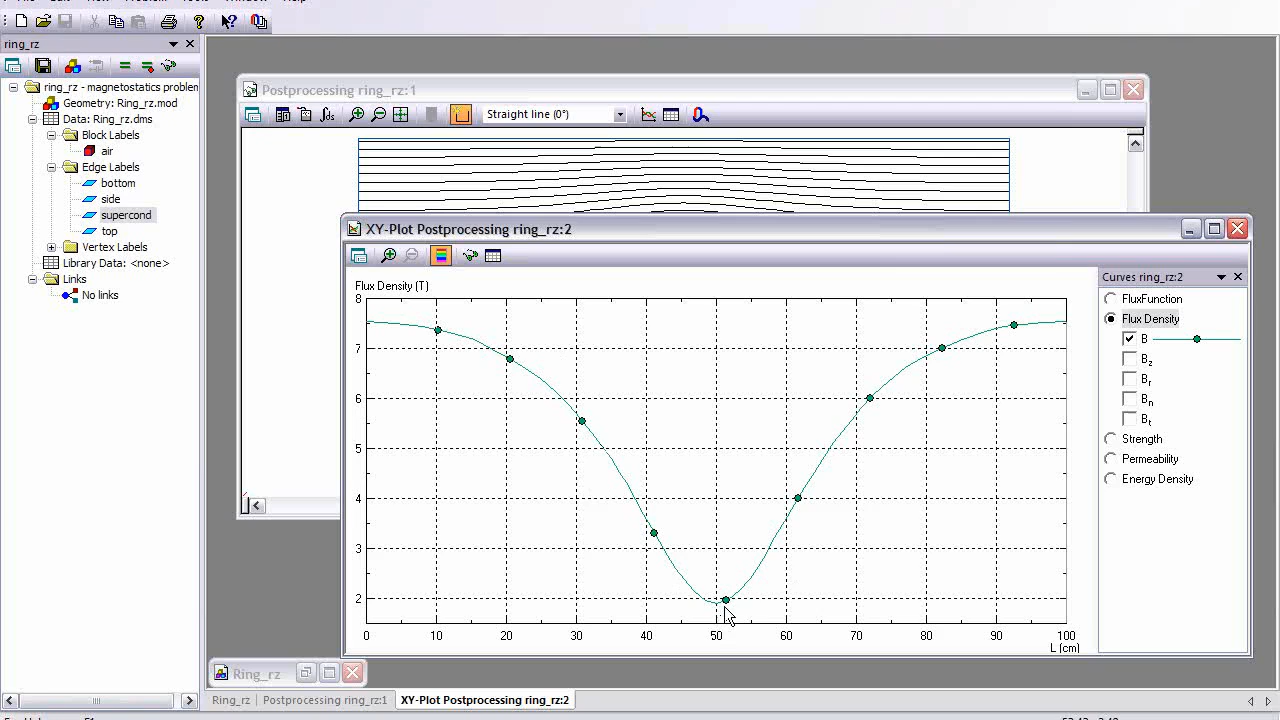 ring_rz
ring_rz - magnetostatics problem
Geometry: Ring_rz.mod
Data: Ring_rz.dms
Block Labels
air
Edge Labels
bottom
side
supercond
top
Vertex Labels
Library Data: <none>
Links
No links
Postprocessing ring_rz:1
Straight line (0°)
XY-Plot Postprocessing ring_rz:2
Flux Density (T)
8
7
6
5
4
3
2
0 10 20 30 40 50 60 70 80 90 100
L (cm)
Curves ring_rz:2
FluxFunction
Flux Density
B
Bz
Br
Bn
Bt
Strength
Permeability
Energy Density
Ring_rz
Ring_rz Postprocessing ring_rz:1 XY-Plot Postprocessing ring_rz:2